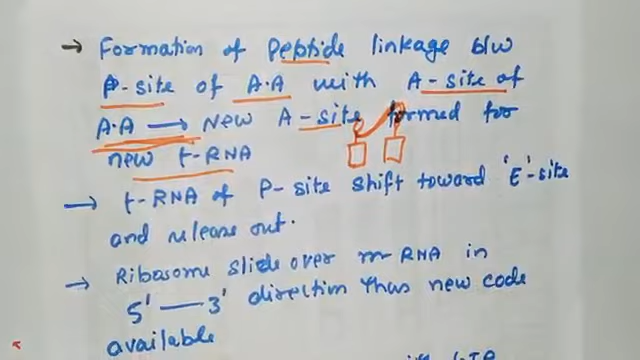 → Formation of Peptide linkage b/w
P-site of A.A with A-site of
A.A → New A-site formed for
new t-RNA
→ t-RNA of P-site shift toward 'E'-site
and release out.
→ Ribosome slide over m-RNA in
5' — 3' direction thus new code
available